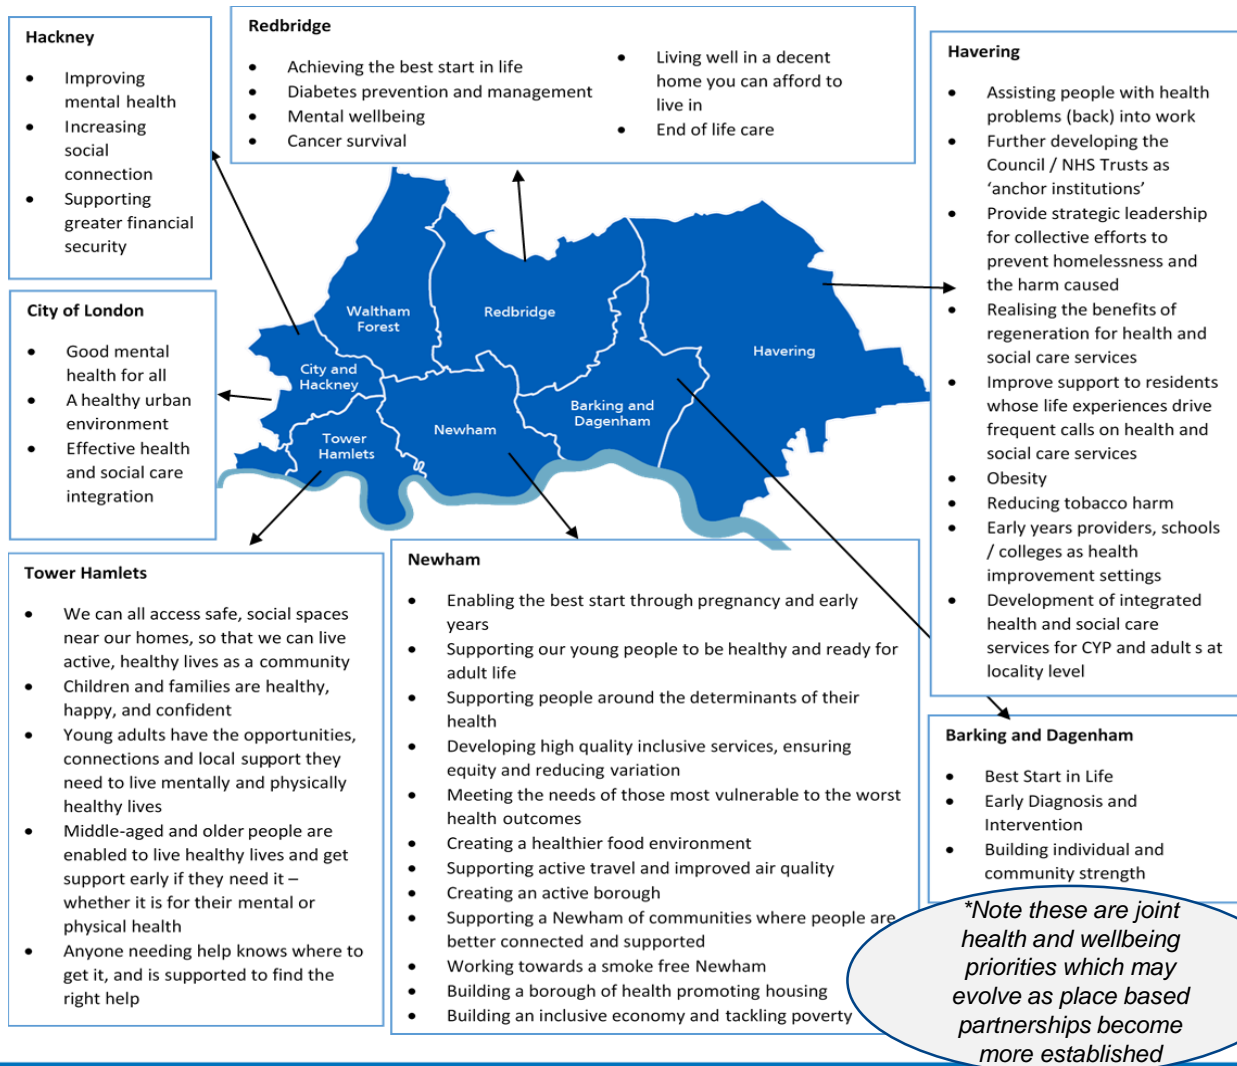 Hackney
• Improving
mental health
• Increasing
social
connection
• Supporting
greater financial
security
Redbridge
• Achieving the best start in life
• Diabetes prevention and management
• Mental wellbeing
• Cancer survival
• Living well in a decent
home you can afford to
live in
• End of life care
Havering
• Assisting people with health
problems (back) into work
• Further developing the
Council / NHS Trusts as
‘anchor institutions’
• Provide strategic leadership
for collective efforts to
prevent homelessness and
the harm caused
• Realising the benefits of
regeneration for health and
social care services
• Improve support to residents
whose life experiences drive
frequent calls on health and
social care services
• Obesity
• Reducing tobacco harm
• Early years providers, schools
/ colleges as health
improvement settings
• Development of integrated
health and social care
services for CYP and adult s at
locality level
City of London
• Good mental
health for all
• A healthy urban
environment
• Effective health
and social care
integration
Waltham
Forest
Redbridge
Havering
City and
Hackney
Barking and
Dagenham
Newham
Tower
Hamlets
Tower Hamlets
• We can all access safe, social spaces
near our homes, so that we can live
active, healthy lives as a community
• Children and families are healthy,
happy, and confident
• Young adults have the opportunities,
connections and local support they
need to live mentally and physically
healthy lives
• Middle-aged and older people are
enabled to live healthy lives and get
support early if they need it –
whether it is for their mental or
physical health
• Anyone needing help knows where to
get it, and is supported to find the
right help
Newham
• Enabling the best start through pregnancy and early
years
• Supporting our young people to be healthy and ready for
adult life
• Supporting people around the determinants of their
health
• Developing high quality inclusive services, ensuring
equity and reducing variation
• Meeting the needs of those most vulnerable to the worst
health outcomes
• Creating a healthier food environment
• Supporting active travel and improved air quality
• Creating an active borough
• Supporting a Newham of communities where people are
better connected and supported
• Working towards a smoke free Newham
• Building a borough of health promoting housing
• Building an inclusive economy and tackling poverty
Barking and Dagenham
• Best Start in Life
• Early Diagnosis and
Intervention
• Building individual and
community strength
*Note these are joint
health and wellbeing
priorities which may
evolve as place based
partnerships become
more established